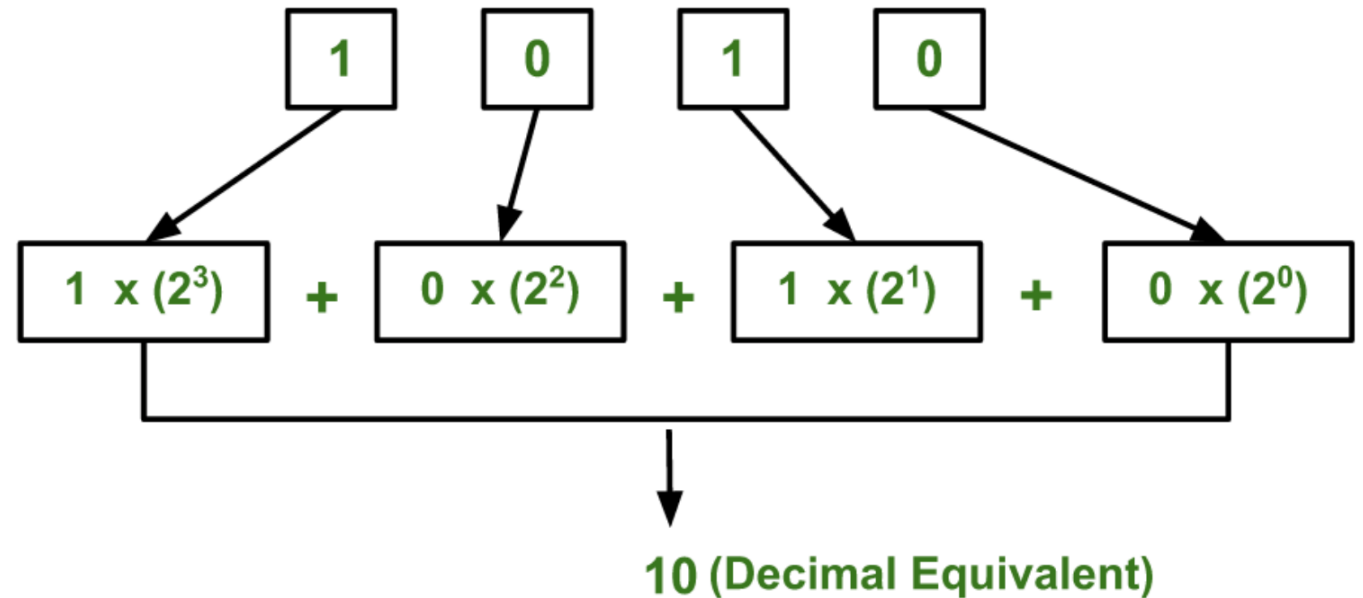 1 0 1 0
1 x (2³) + 0 x (2²) + 1 x (2¹) + 0 x (2⁰)
10 (Decimal Equivalent)